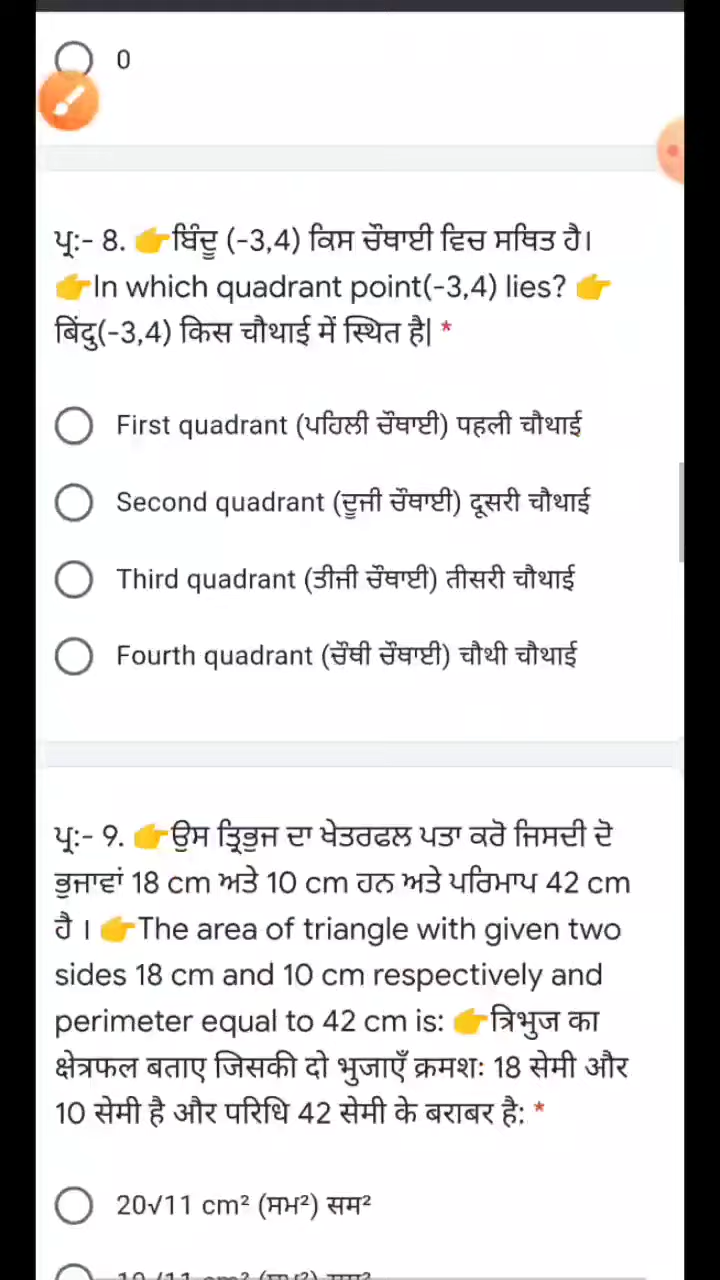 0
ਪ੍ਰ:- 8. 👉ਬਿੰਦੂ (-3,4) ਕਿਸ ਚੌਥਾਈ ਵਿਚ ਸਥਿਤ ਹੈ।
👉In which quadrant point(-3,4) lies? 👉
बिंदु(-3,4) किस चौथाई में स्थित है| *
First quadrant (ਪਹਿਲੀ ਚੌਥਾਈ) पहली चौथाई
Second quadrant (ਦੂਜੀ ਚੌਥਾਈ) दूसरी चौथाई
Third quadrant (ਤੀਜੀ ਚੌਥਾਈ) तीसरी चौथाई
Fourth quadrant (ਚੌਥੀ ਚੌਥਾਈ) चौथी चौथाई
ਪ੍ਰ:- 9. 👉ਉਸ ਤ੍ਰਿਭੁਜ ਦਾ ਖੇਤਰਫਲ ਪਤਾ ਕਰੋ ਜਿਸਦੀ ਦੋ
ਭੁਜਾਵਾਂ 18 cm ਅਤੇ 10 cm ਹਨ ਅਤੇ ਪਰਿਮਾਪ 42 cm
ਹੈ । 👉The area of triangle with given two
sides 18 cm and 10 cm respectively and
perimeter equal to 42 cm is: 👉त्रिभुज का
क्षेत्रफल बताए जिसकी दो भुजाएँ क्रमशः 18 सेमी और
10 सेमी है और परिधि 42 सेमी के बराबर है: *
20√11 cm² (ਸਮ²) सम²